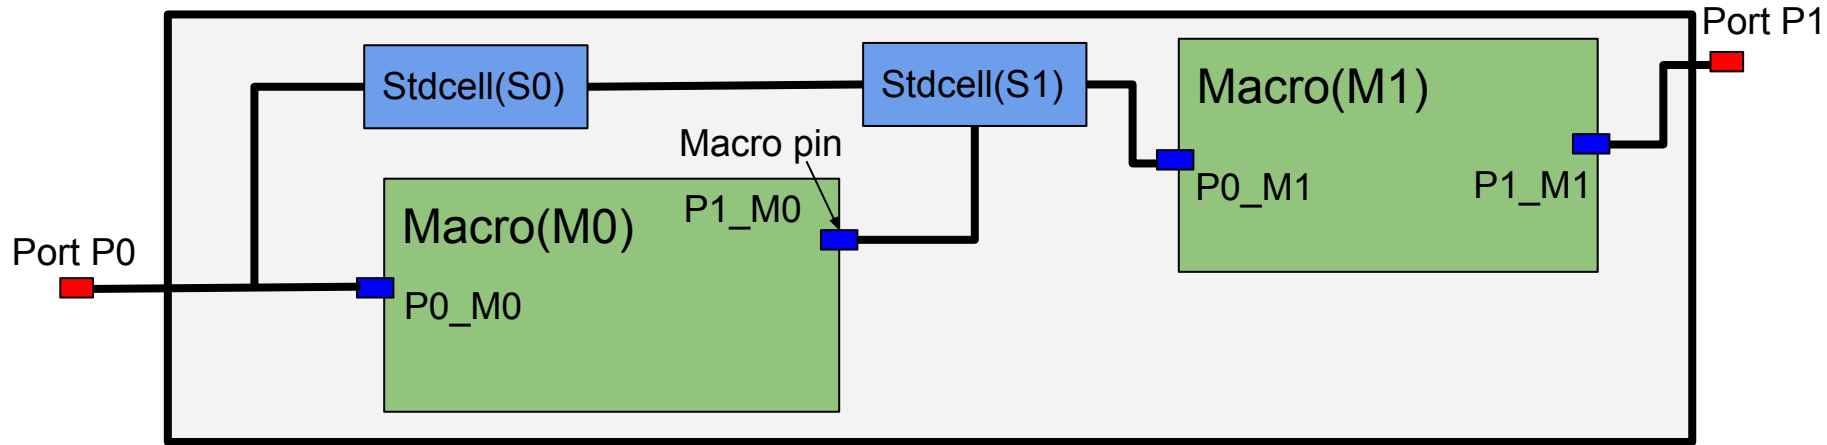 Port P1
Stdcell(S0)
Stdcell(S1)
Macro(M1)
Macro pin
P0_M1
P1_M1
P1_M0
Macro(M0)
Port P0
P0_M0